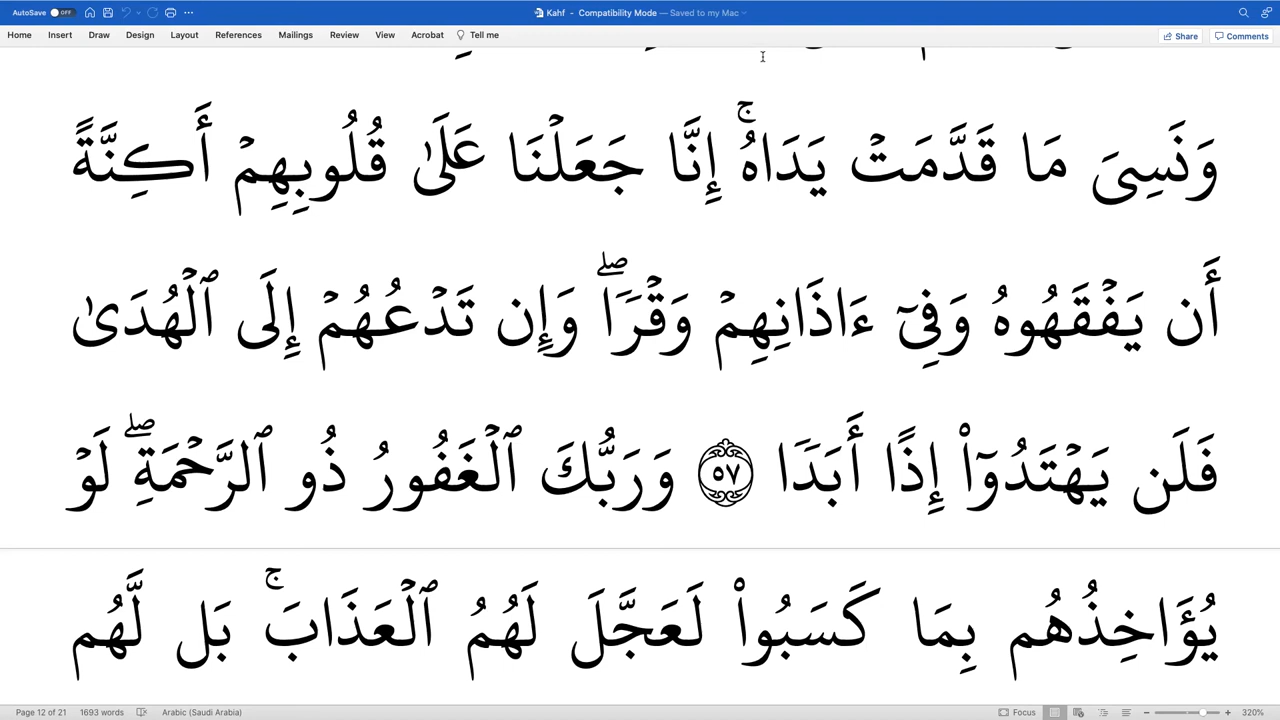 AutoSave OFF Kahf - Compatibility Mode — Saved to my Mac
Home Insert Draw Design Layout References Mailings Review View Acrobat Tell me Share Comments
وَنَسِىَ مَا قَدَّمَتۡ يَدَاهُۚ إِنَّا جَعَلۡنَا عَلَىٰ قُلُوبِهِمۡ أَكِنَّةً
أَن يَفۡقَهُوهُ وَفِىٓ ءَاذَانِهِمۡ وَقۡرٗاۖ وَإِن تَدۡعُهُمۡ إِلَى ٱلۡهُدَىٰ
فَلَن يَهۡتَدُوٓاْ إِذًا أَبَدٗا ٥٧ وَرَبُّكَ ٱلۡغَفُورُ ذُو ٱلرَّحۡمَةِۖ لَوۡ
يُؤَاخِذُهُم بِمَا كَسَبُواْ لَعَجَّلَ لَهُمُ ٱلۡعَذَابَۚ بَل لَّهُم
Page 12 of 21 1693 words Arabic (Saudi Arabia) Focus 320%